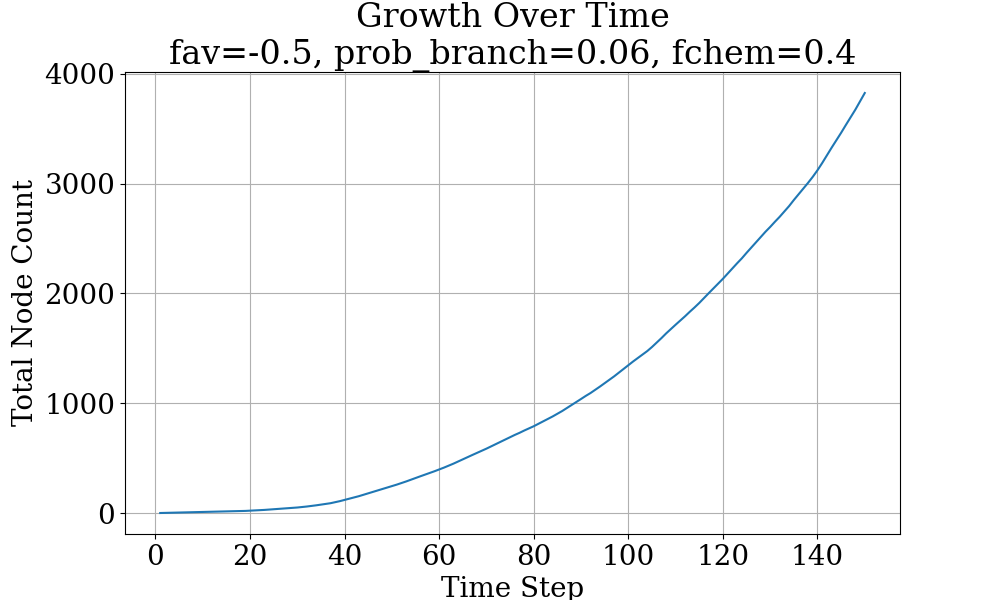 Growth Over Time
fav=-0.5, prob_branch=0.06, fchem=0.4
4000
3000
2000
1000
0
Total Node Count
0 20 40 60 80 100 120 140
Time Step